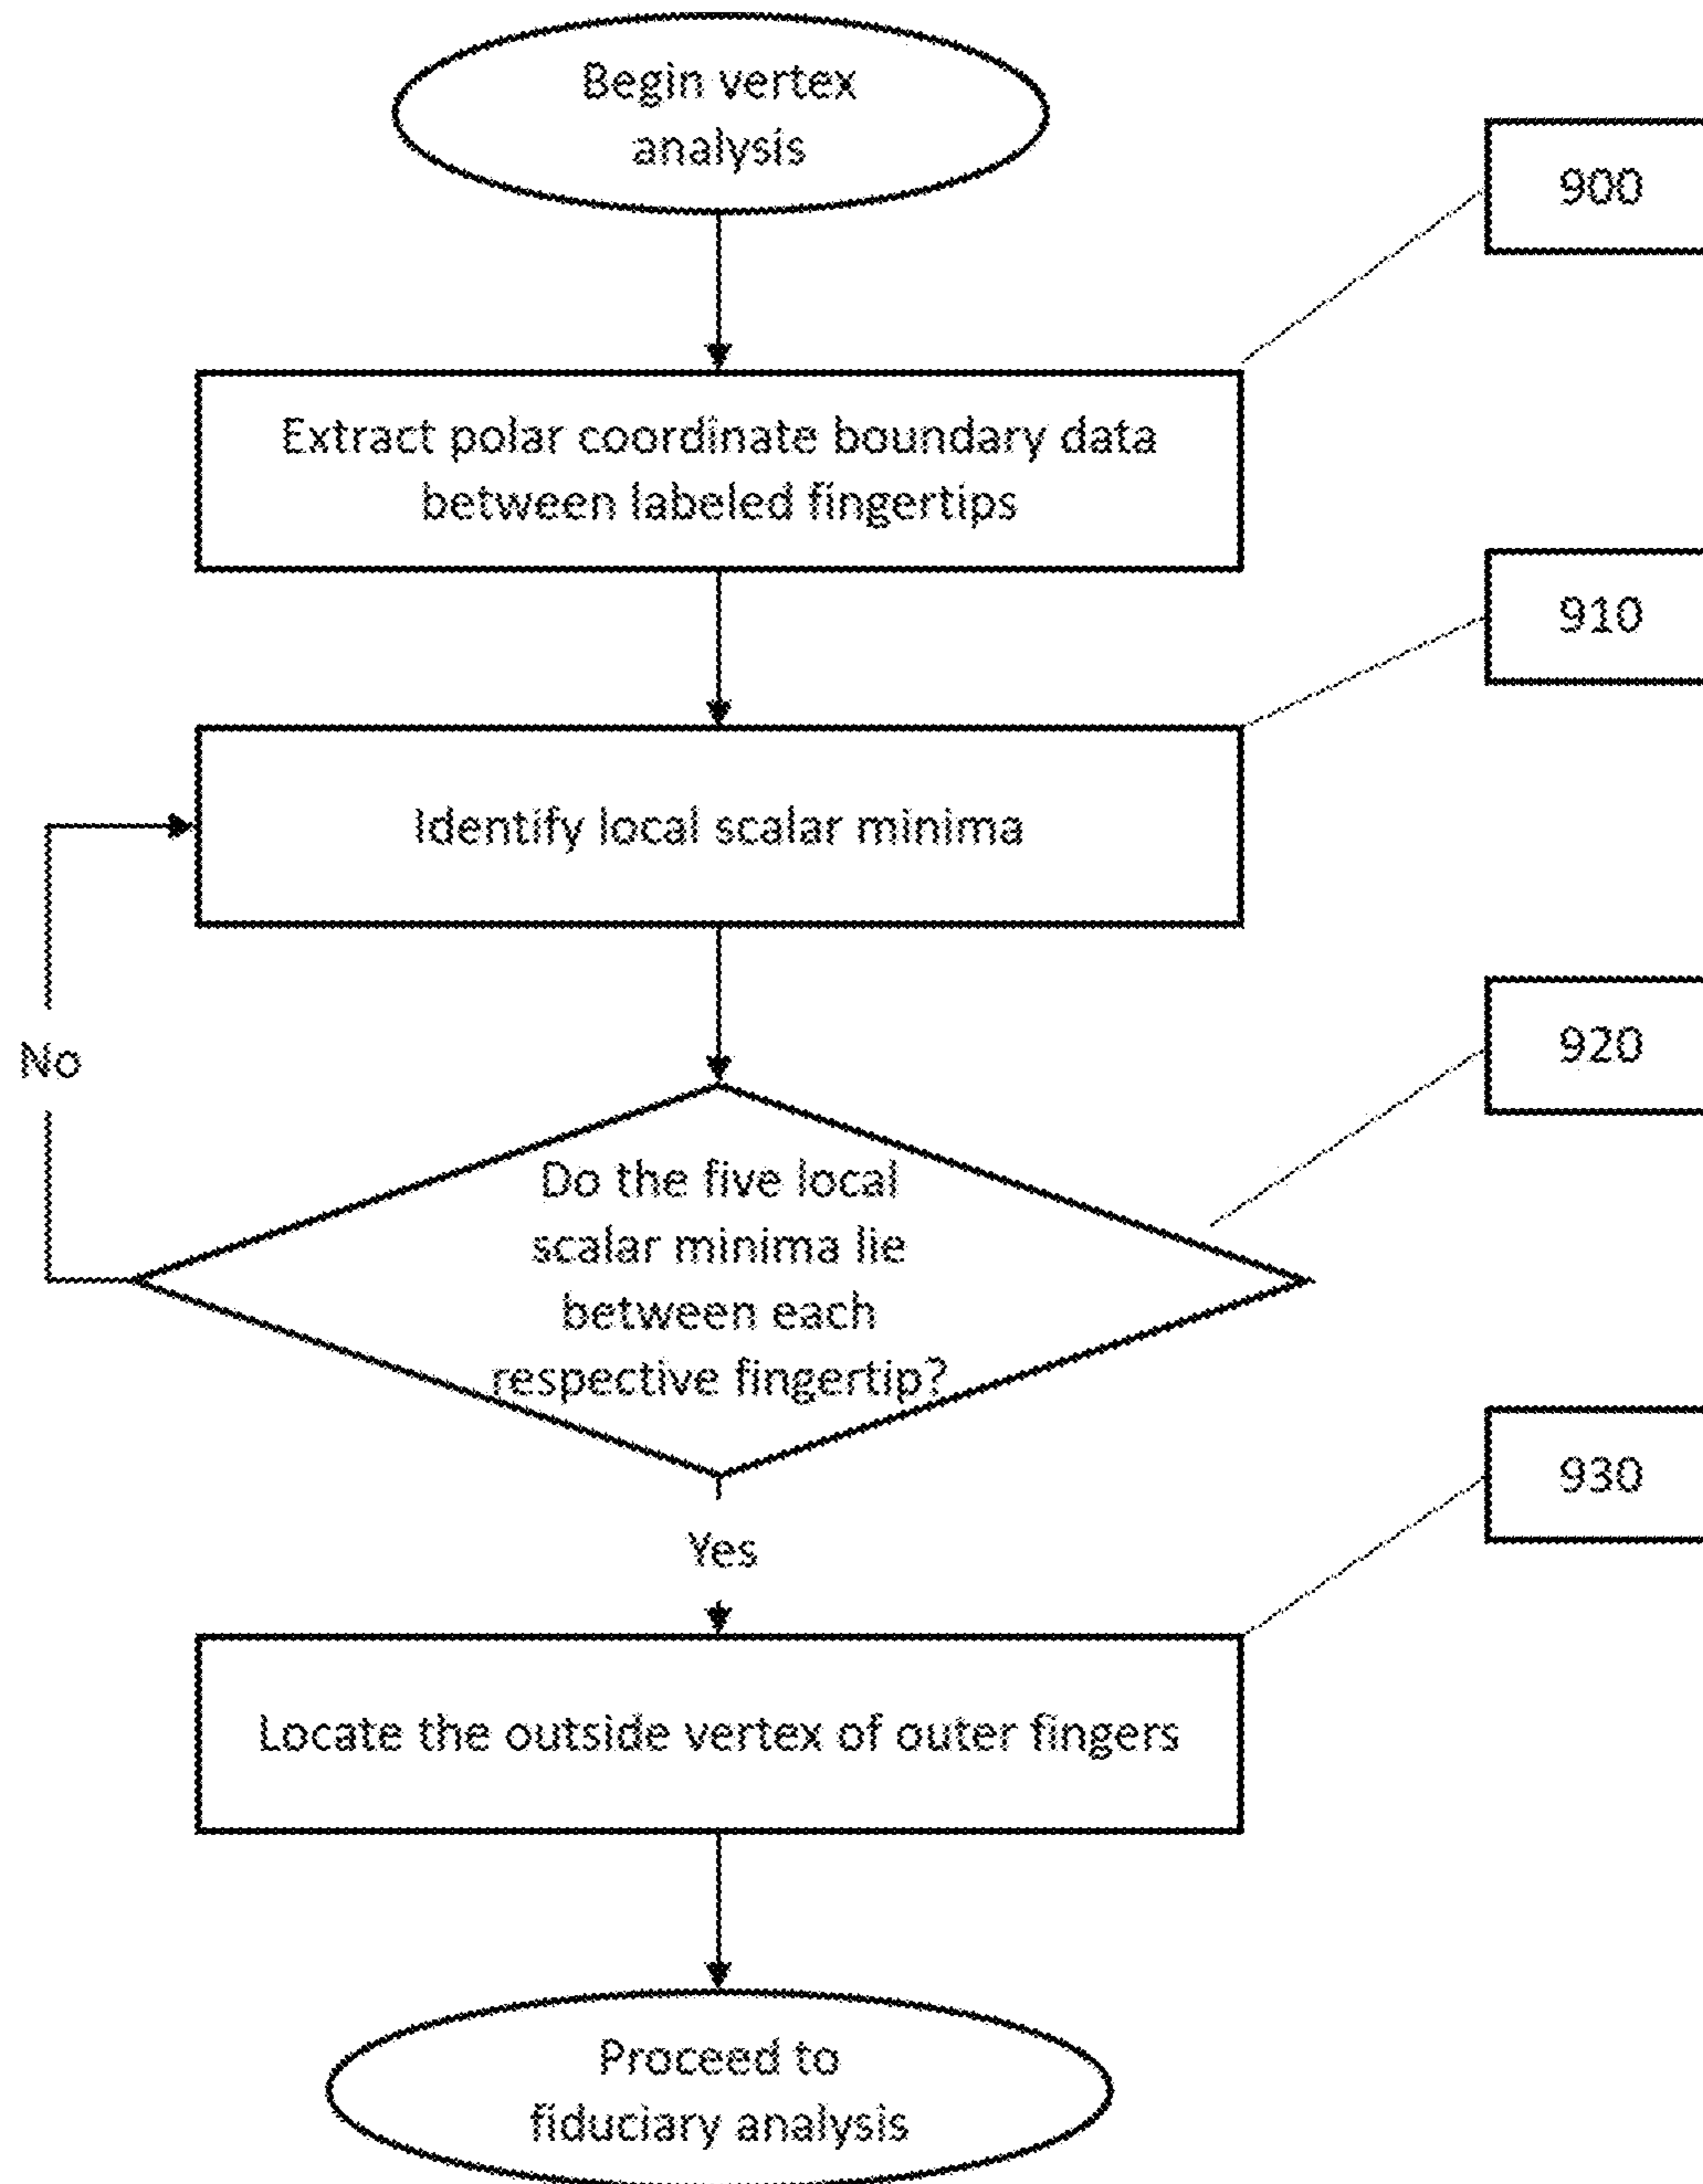 Begin vertex
analysis
900
Extract polar coordinate boundary data
between labeled fingertips
910
Identify local scalar minima
No
920
Do the five local
scalar minima lie
between each
respective fingertip?
930
Yes
Locate the outside vertex of outer fingers
Proceed to
fiduciary analysis